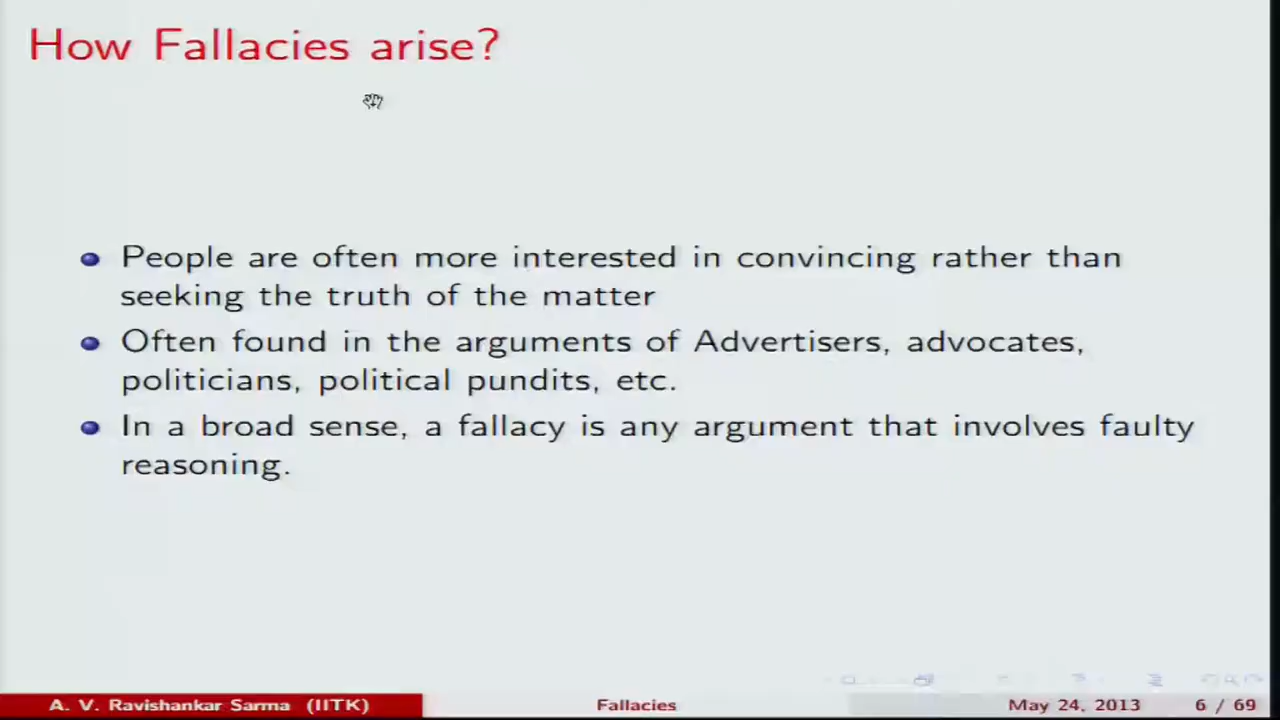 How Fallacies arise?
People are often more interested in convincing rather than
seeking the truth of the matter
Often found in the arguments of Advertisers, advocates,
politicians, political pundits, etc.
In a broad sense, a fallacy is any argument that involves faulty
reasoning.
A. V. Ravishankar Sarma (IITK) Fallacies May 24, 2013 6 / 69